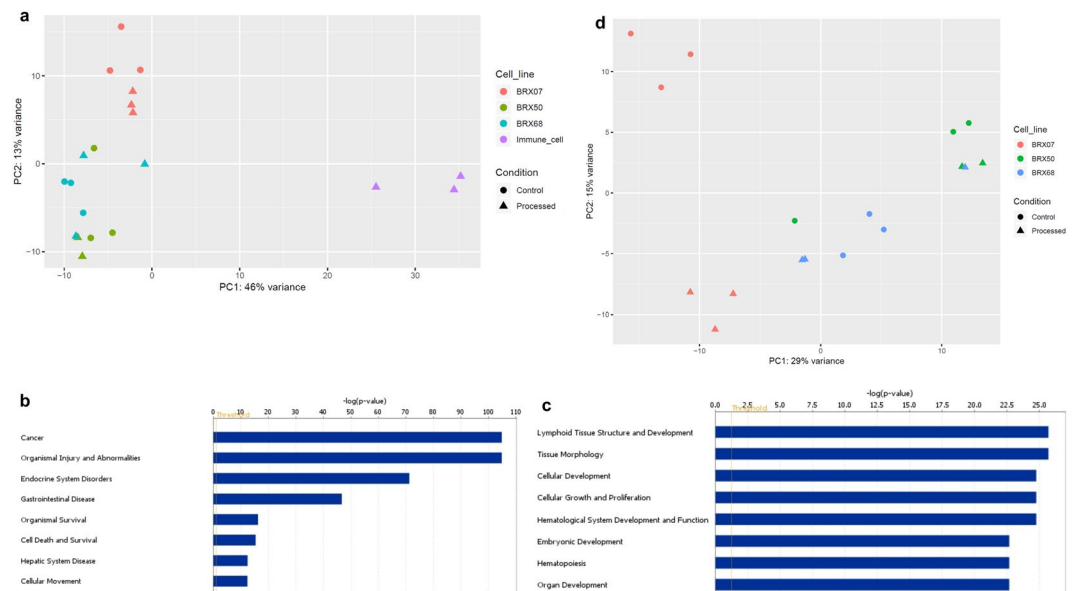 a
10
0
−10
−10
0
10
20
30
PC2: 13% variance
PC1: 46% variance
Cell_line
BRX07
BRX50
BRX68
Immune_cell
Condition
Control
Processed
d
10
5
0
−5
−10
−10
0
10
PC2: 15% variance
PC1: 29% variance
Cell_line
BRX07
BRX50
BRX68
Condition
Control
Processed
b
-log(p-value)
0 10 20 30 40 50 60 70 80 90 100 110
Threshold
Cancer
Organismal Injury and Abnormalities
Endocrine System Disorders
Gastrointestinal Disease
Organismal Survival
Cell Death and Survival
Hepatic System Disease
Cellular Movement
c
-log(p-value)
0.0 2.5 5.0 7.5 10.0 12.5 15.0 17.5 20.0 22.5 25.0
Threshold
Lymphoid Tissue Structure and Development
Tissue Morphology
Cellular Development
Cellular Growth and Proliferation
Hematological System Development and Function
Embryonic Development
Hematopoiesis
Organ Development